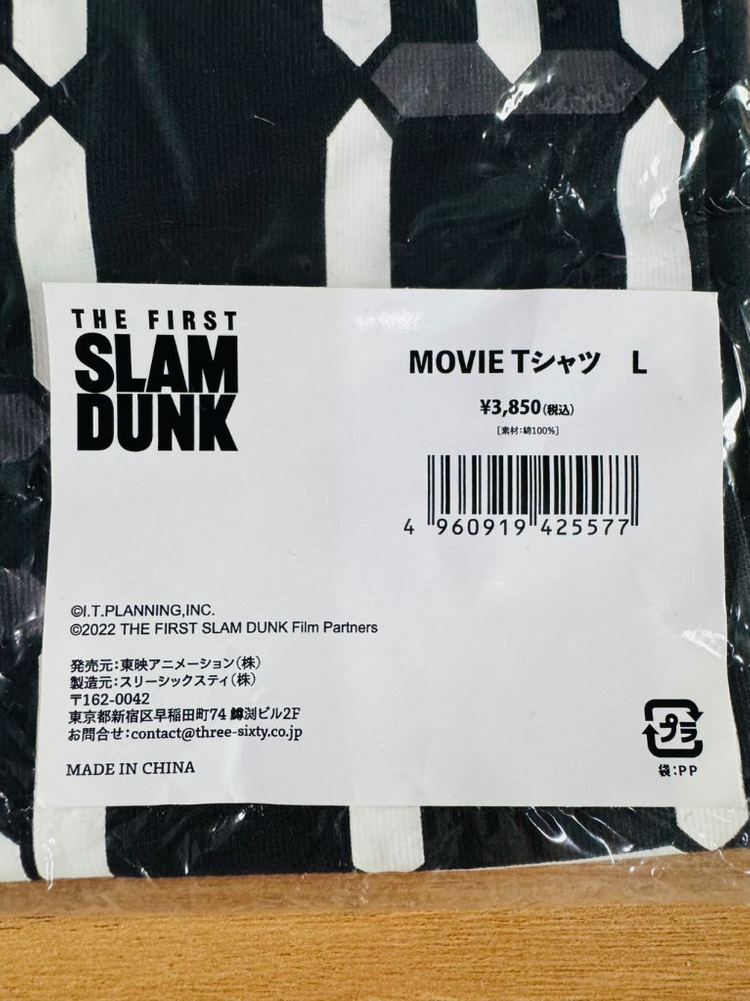 THE FIRST
SLAM
DUNK
MOVIE Tシャツ L
¥3,850(税込)
[素材:綿100%]
4 960919 425577
©I.T.PLANNING,INC.
©2022 THE FIRST SLAM DUNK Film Partners
発売元:東映アニメーション(株)
製造元:スリーシックスティ(株)
〒162-0042
東京都新宿区早稲田町74 鱒渕ビル2F
お問合せ:contact@three-sixty.co.jp
MADE IN CHINA
プラ
袋:PP